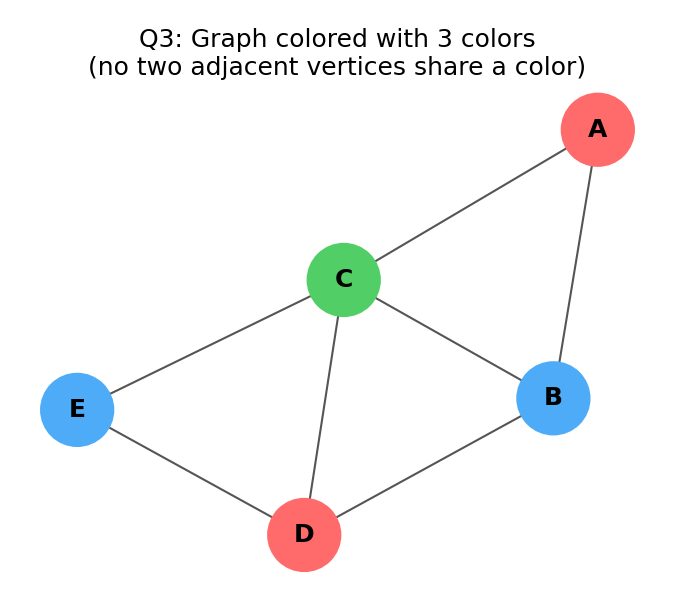 Q3: Graph colored with 3 colors
(no two adjacent vertices share a color)
A
C
B
E
D